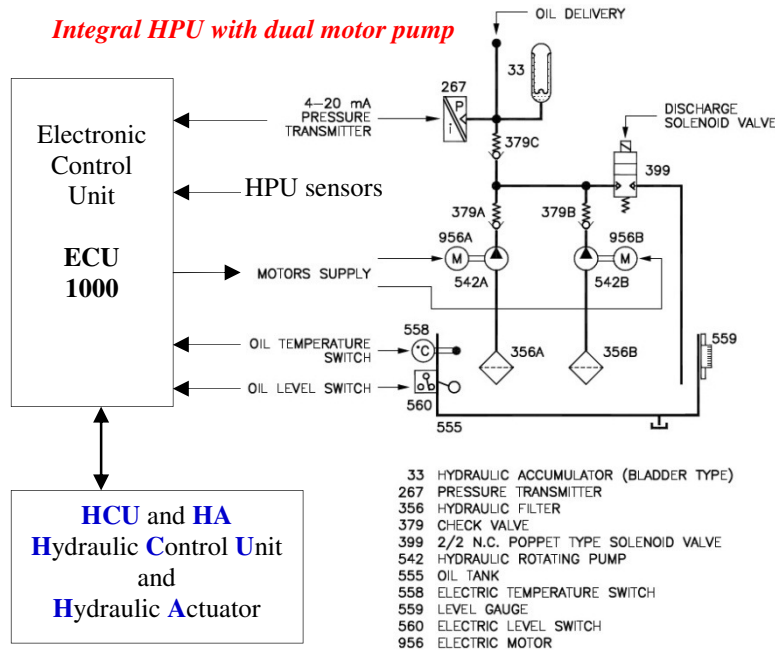 Integral HPU with dual motor pump
OIL DELIVERY
33
267
P
i
4-20 mA
PRESSURE
TRANSMITTER
DISCHARGE
SOLENOID VALVE
379C
399
Electronic
Control
Unit
ECU
1000
HPU sensors
379A
379B
956A
956B
M
M
MOTORS SUPPLY
542A
542B
558
OIL TEMPERATURE
SWITCH
°C
356A
356B
559
OIL LEVEL SWITCH
560
555
HCU and HA
Hydraulic Control Unit
and
Hydraulic Actuator
33 HYDRAULIC ACCUMULATOR (BLADDER TYPE)
267 PRESSURE TRANSMITTER
356 HYDRAULIC FILTER
379 CHECK VALVE
399 2/2 N.C. POPPET TYPE SOLENOID VALVE
542 HYDRAULIC ROTATING PUMP
555 OIL TANK
558 ELECTRIC TEMPERATURE SWITCH
559 LEVEL GAUGE
560 ELECTRIC LEVEL SWITCH
956 ELECTRIC MOTOR